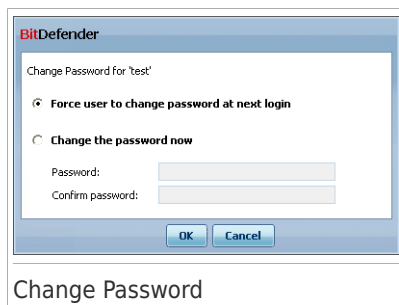 BitDefender
Change Password for 'test'
Force user to change password at next login
Change the password now
Password:
Confirm password:
OK Cancel
Change Password